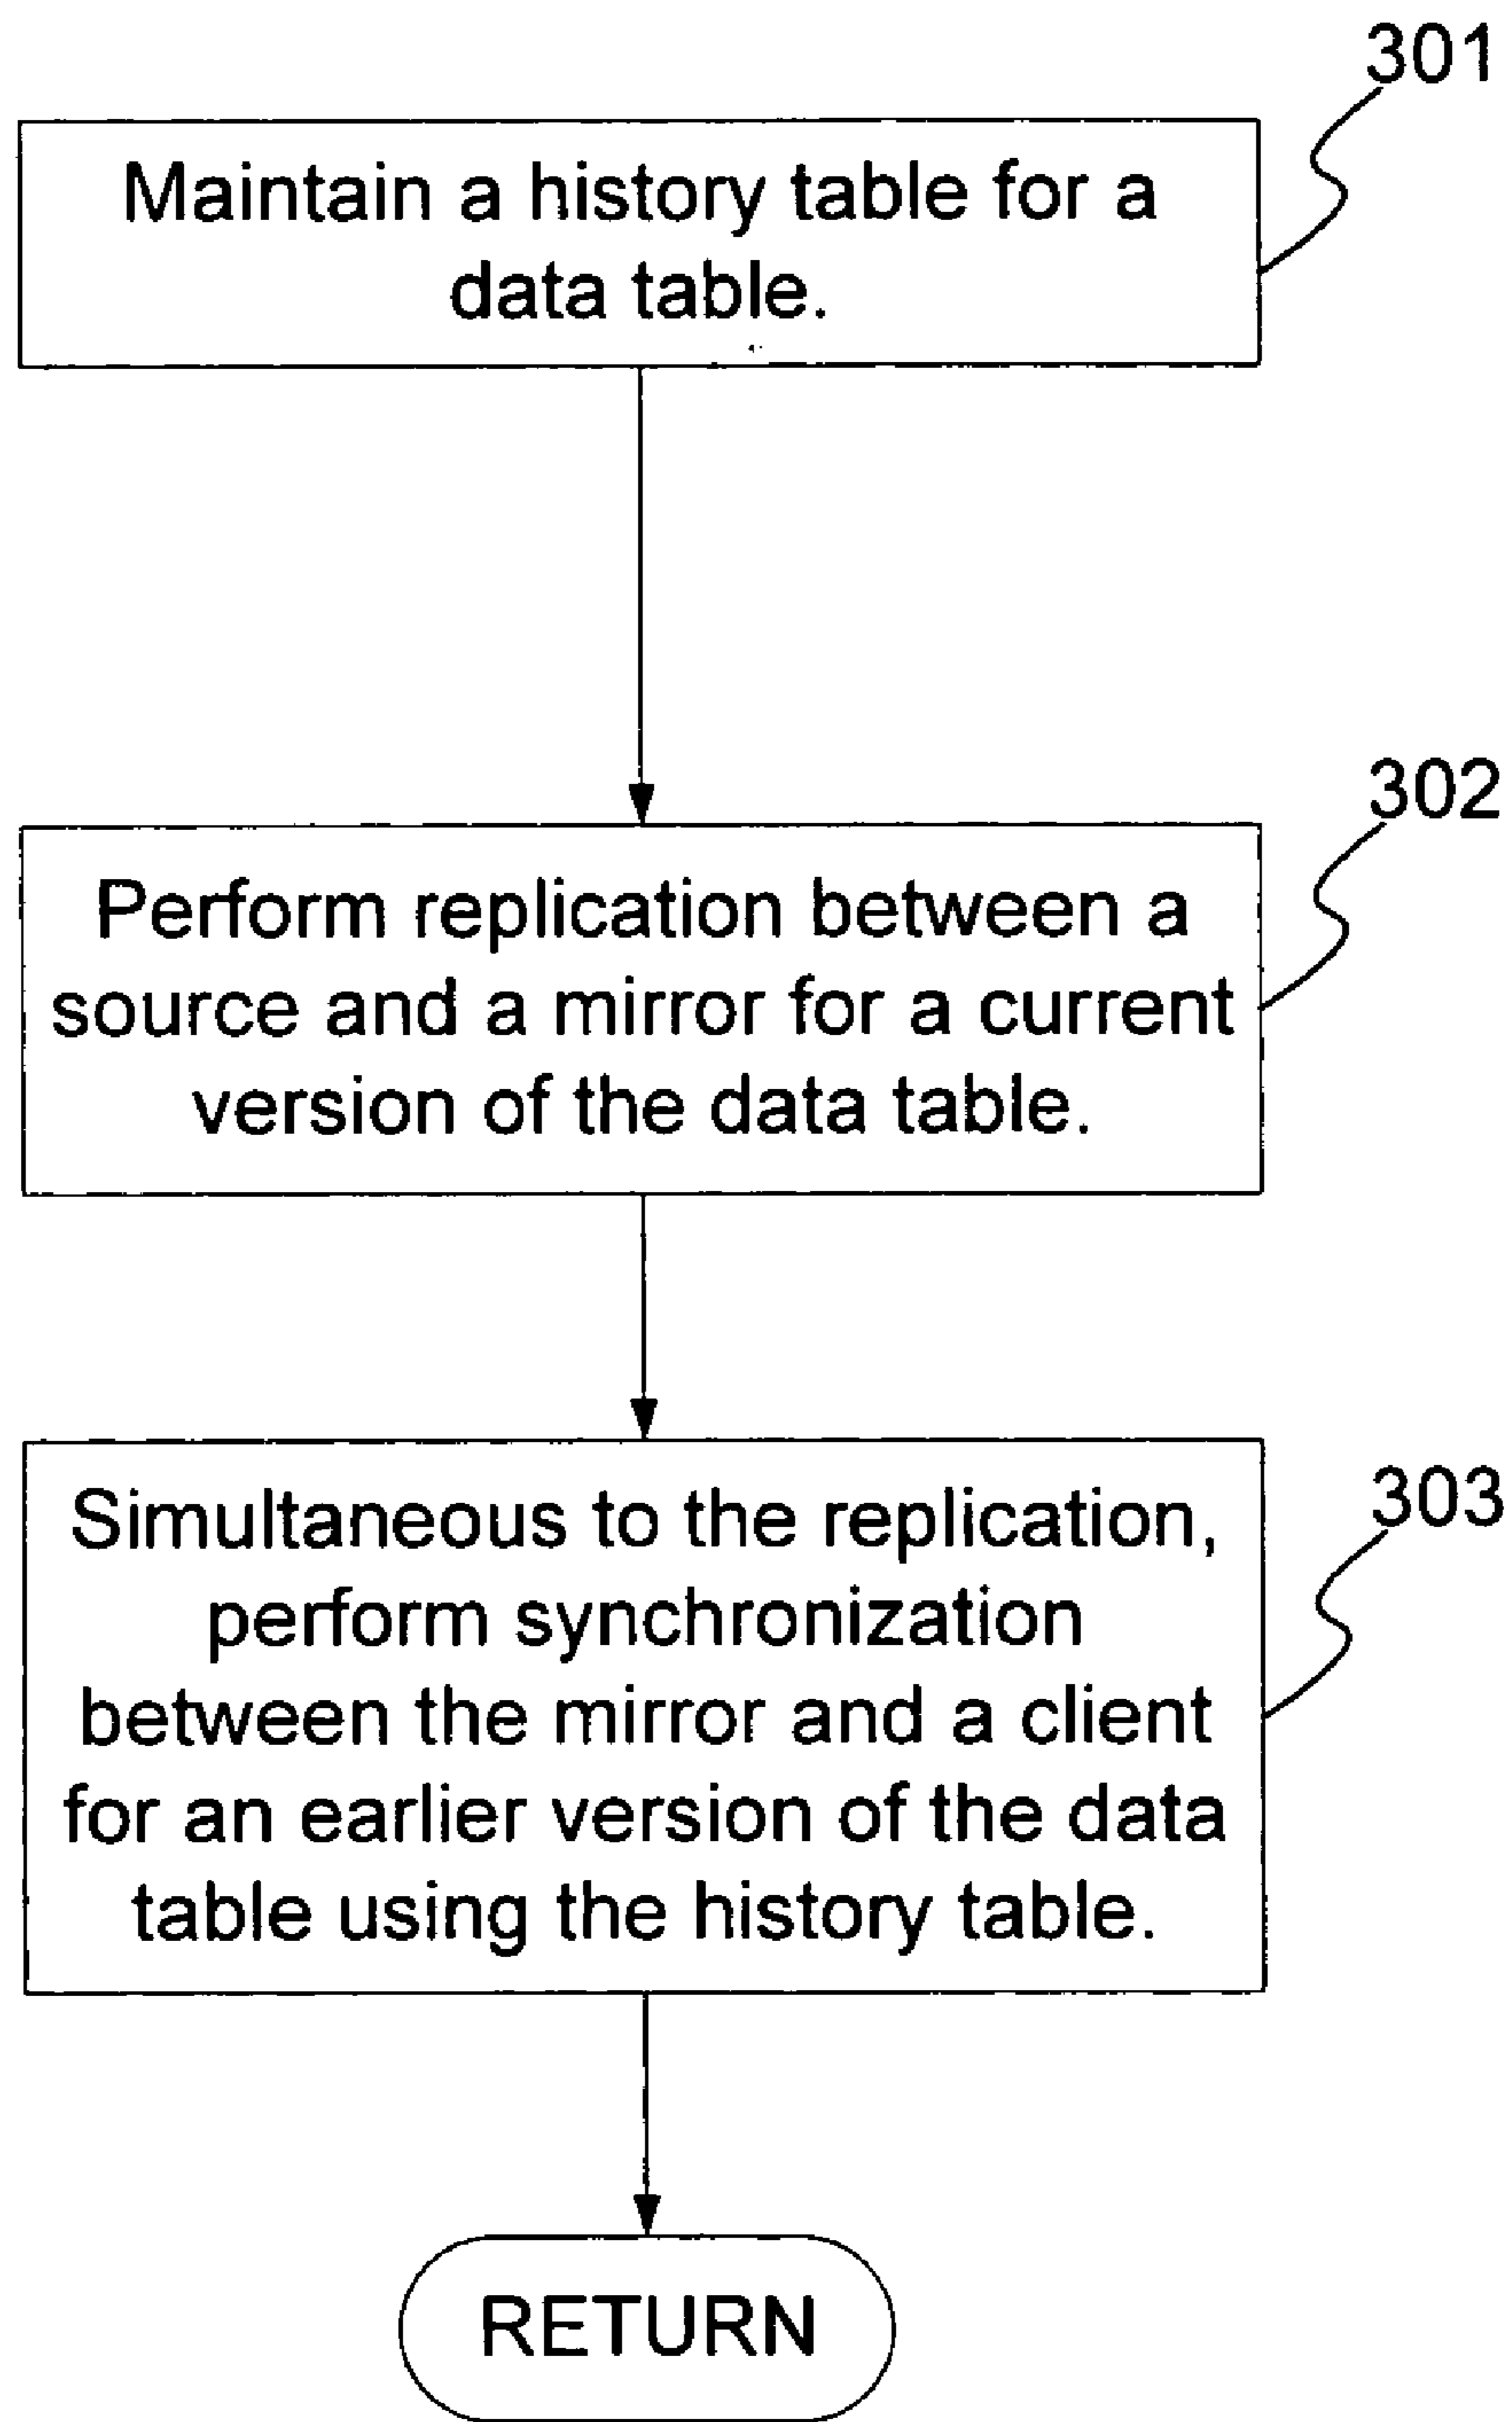 301
Maintain a history table for a
data table.
302
Perform replication between a
source and a mirror for a current
version of the data table.
303
Simultaneous to the replication,
perform synchronization
between the mirror and a client
for an earlier version of the data
table using the history table.
RETURN